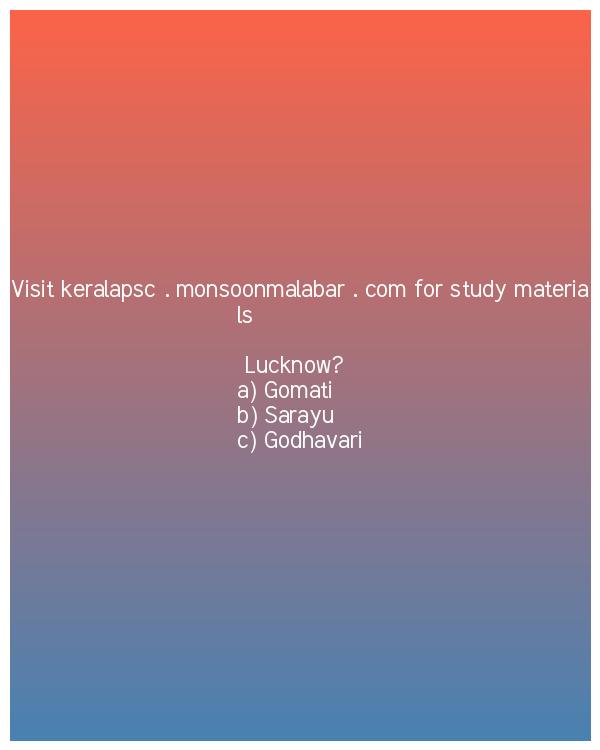 Visit keralapsc . monsoonmalabar . com for study materia
ls
Lucknow?
a) Gomati
b) Sarayu
c) Godhavari